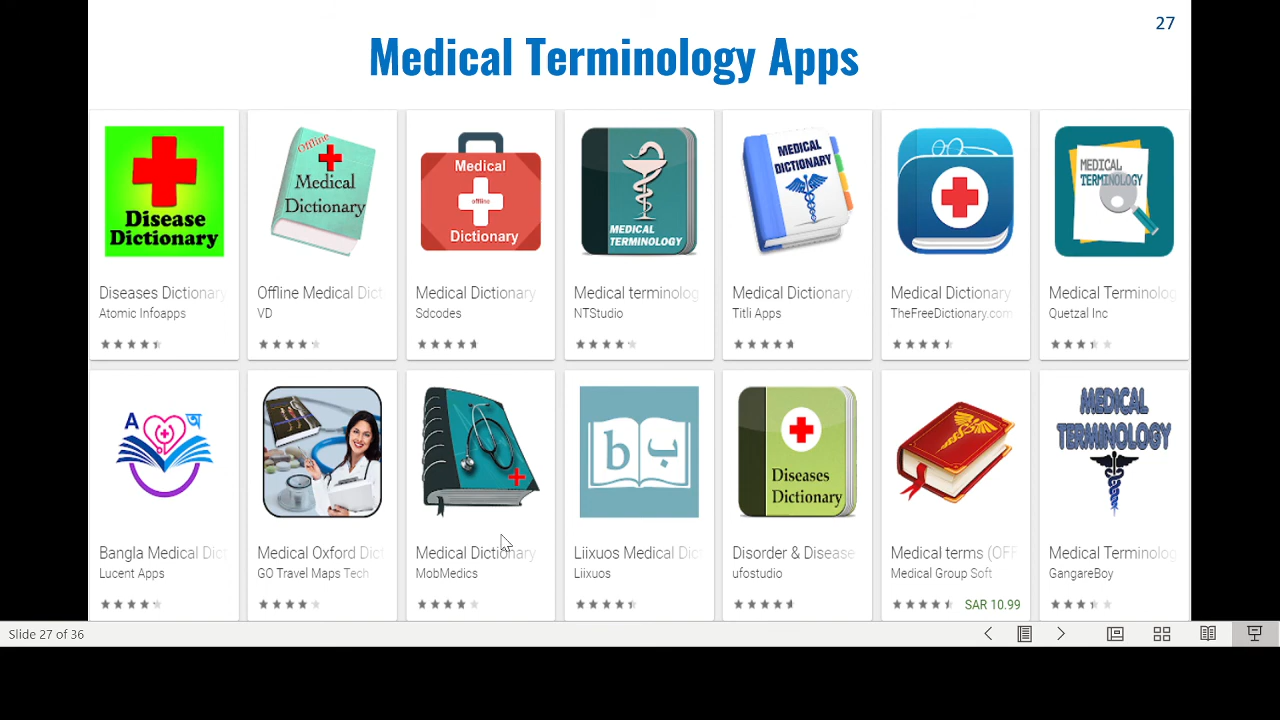 27
Medical Terminology Apps
Disease
Dictionary
Offline
Medical
Dictionary
Medical
offline
Dictionary
MEDICAL
TERMINOLOGY
MEDICAL
DICTIONARY
MEDICAL
TERMINOLOGY
Diseases Dictionary
Offline Medical Dict
Medical Dictionary
Medical terminolog
Medical Dictionary
Medical Dictionary
Medical Terminolog
Atomic Infoapps
VD
Sdcodes
NTStudio
Titli Apps
TheFreeDictionary.com
Quetzal Inc
A অ
b ب
Diseases
Dictionary
MEDICAL
TERMINOLOGY
Bangla Medical Dict
Medical Oxford Dict
Medical Dictionary
Liixuos Medical Dic
Disorder & Disease
Medical terms (OFF
Medical Terminolog
Lucent Apps
GO Travel Maps Tech
MobMedics
Liixuos
ufostudio
Medical Group Soft
GangareBoy
SAR 10.99
Slide 27 of 36